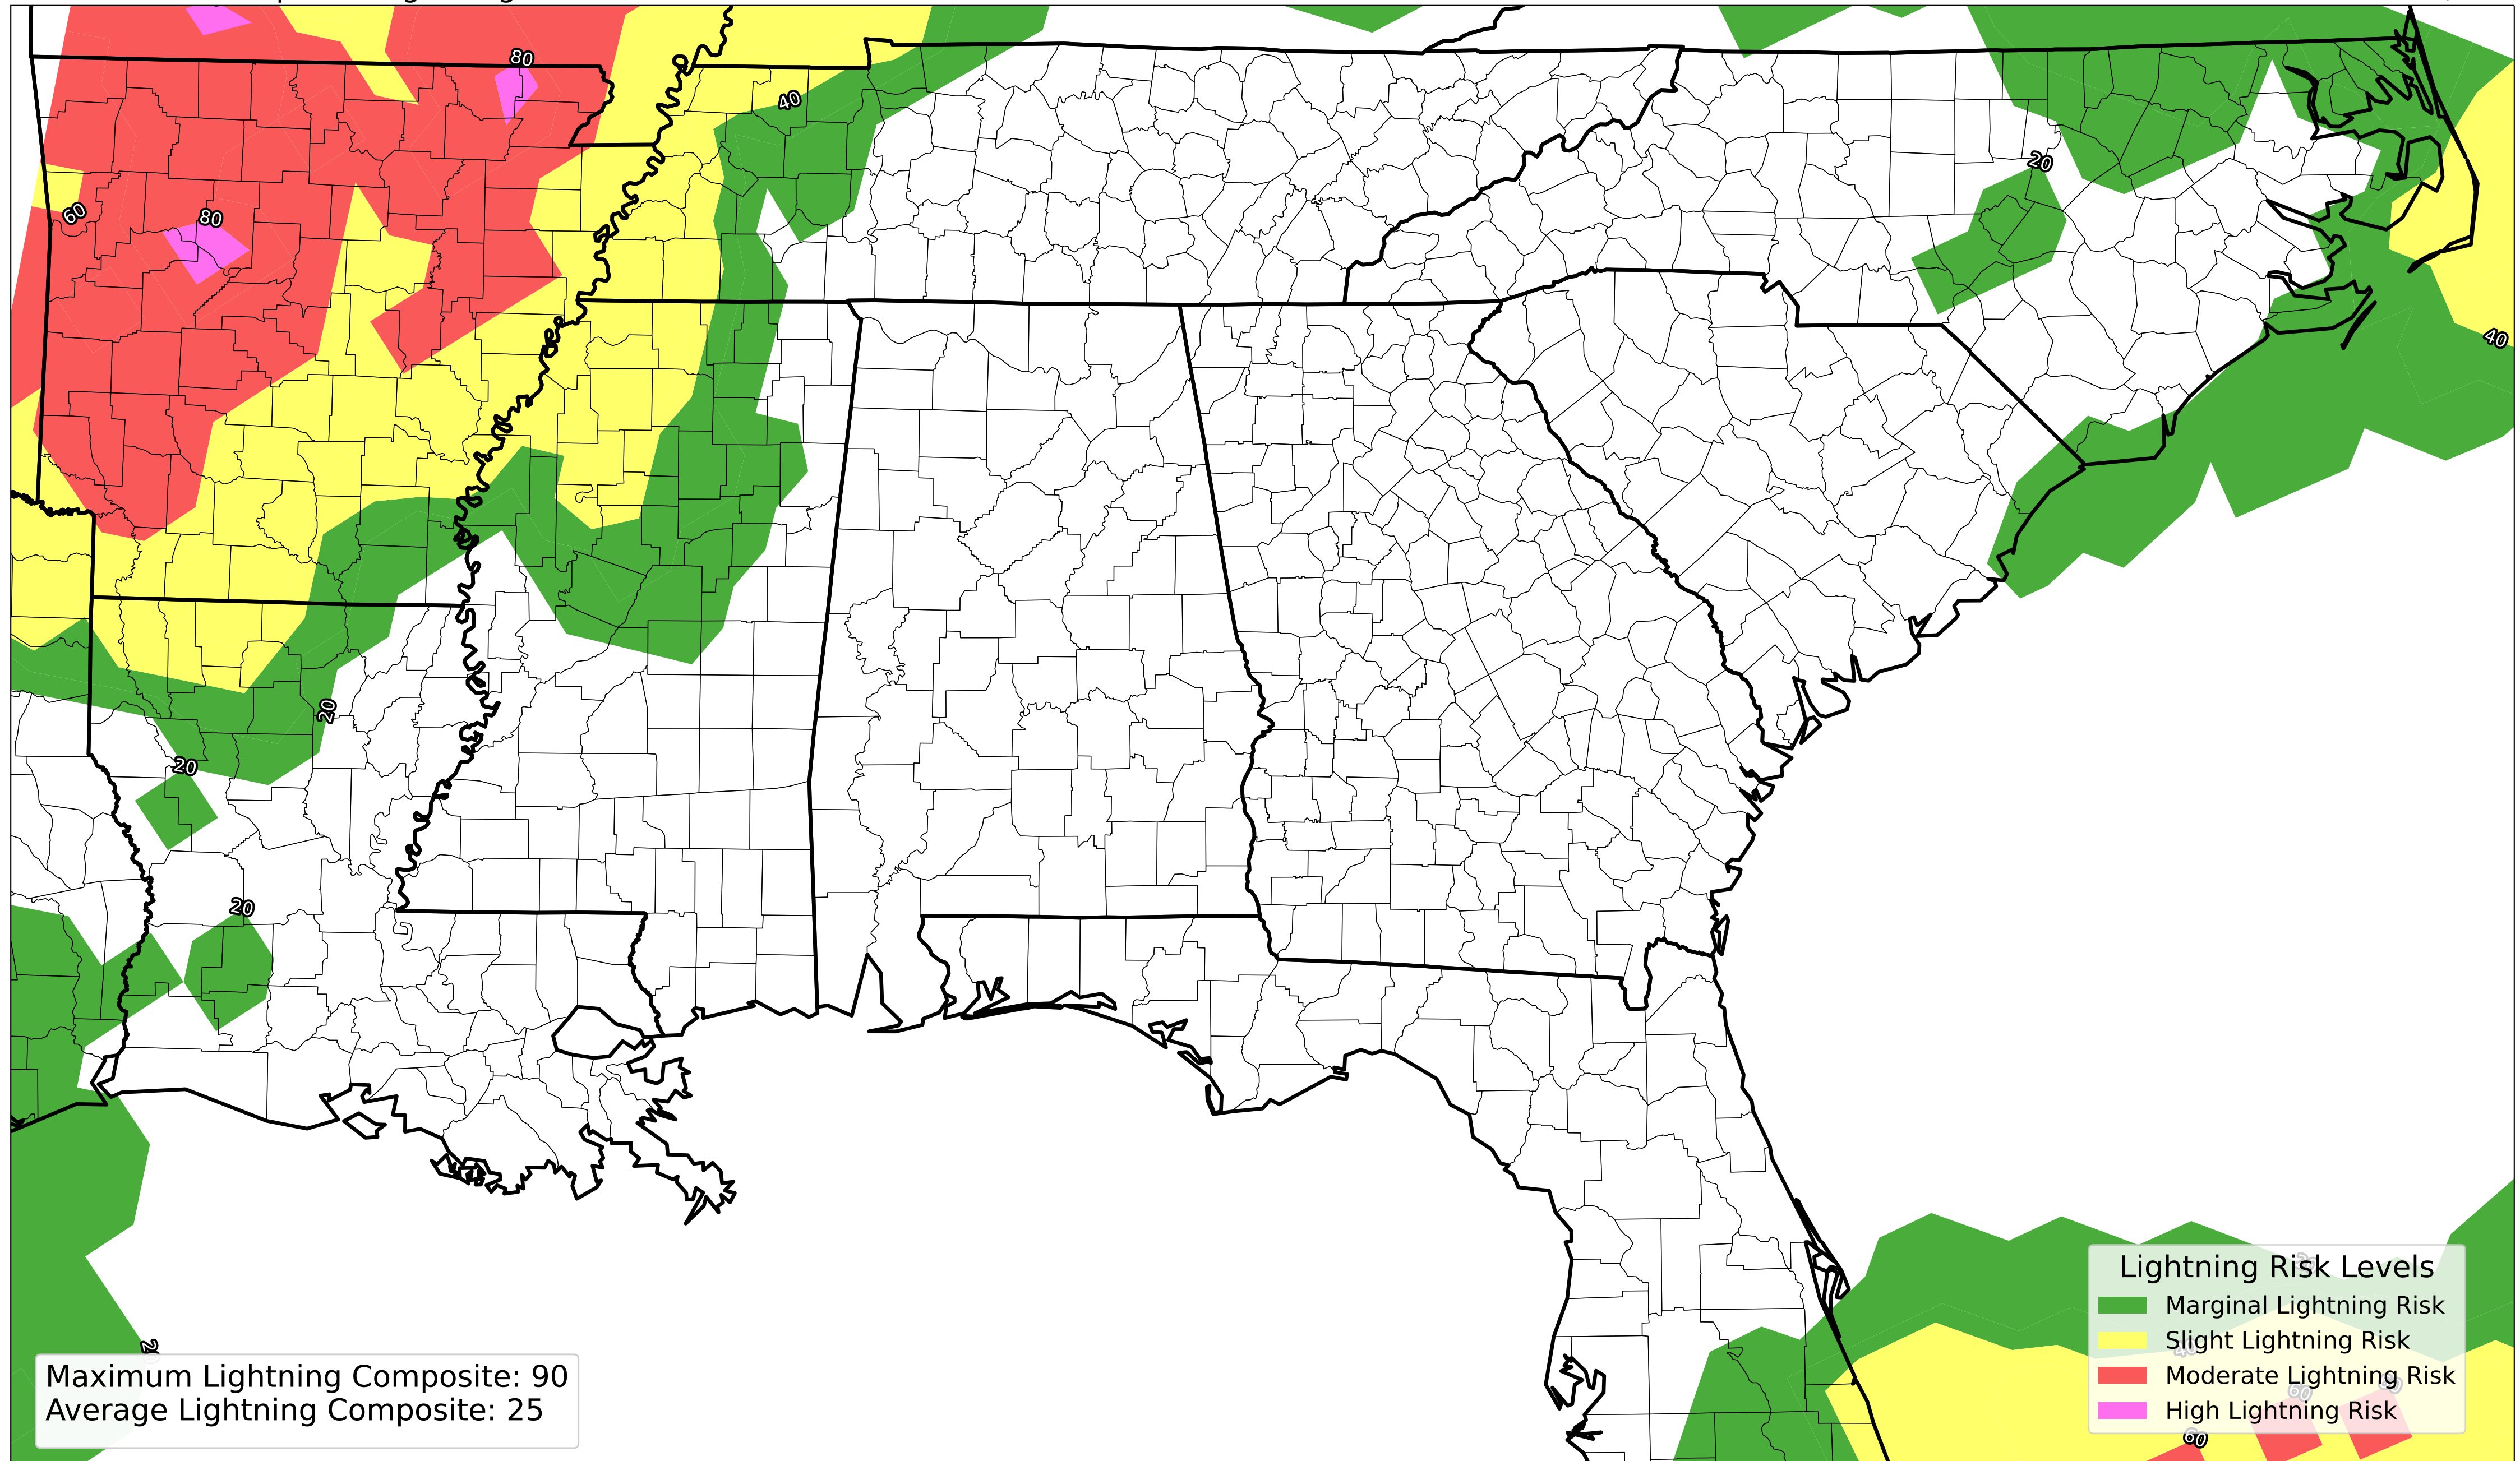 80
40
20
60
80
40
20
20
20
20
60
60
Lightning Risk Levels
Marginal Lightning Risk
Slight Lightning Risk
Moderate Lightning Risk
High Lightning Risk
Maximum Lightning Composite: 90
Average Lightning Composite: 25